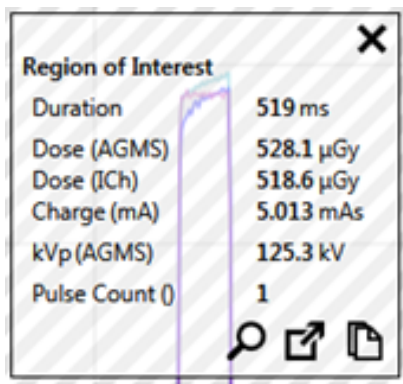 Region of Interest
Duration 519 ms
Dose (AGMS) 528.1 µGy
Dose (ICh) 518.6 µGy
Charge (mA) 5.013 mAs
kVp (AGMS) 125.3 kV
Pulse Count () 1